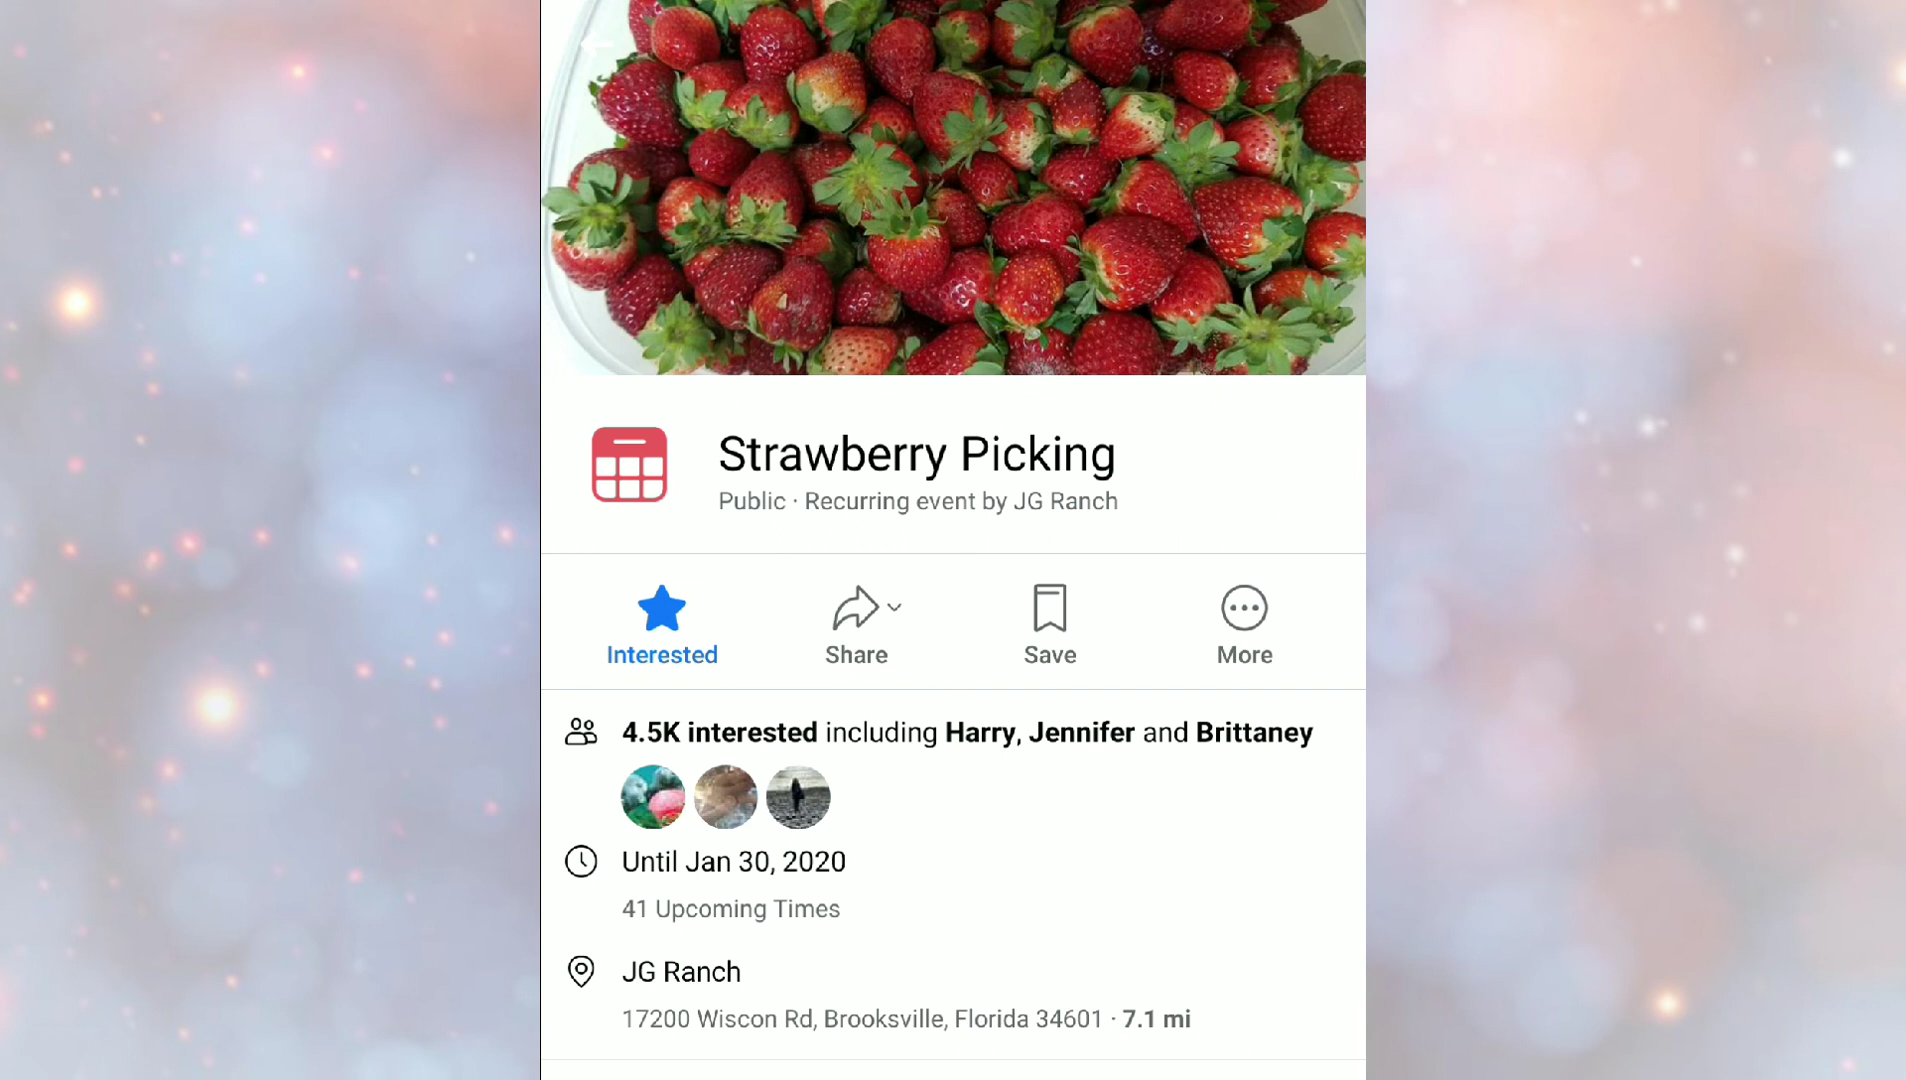 Strawberry Picking
Public · Recurring event by JG Ranch
Interested
Share
Save
More
4.5K interested including Harry, Jennifer and Brittaney
Until Jan 30, 2020
41 Upcoming Times
JG Ranch
17200 Wiscon Rd, Brooksville, Florida 34601 · 7.1 mi